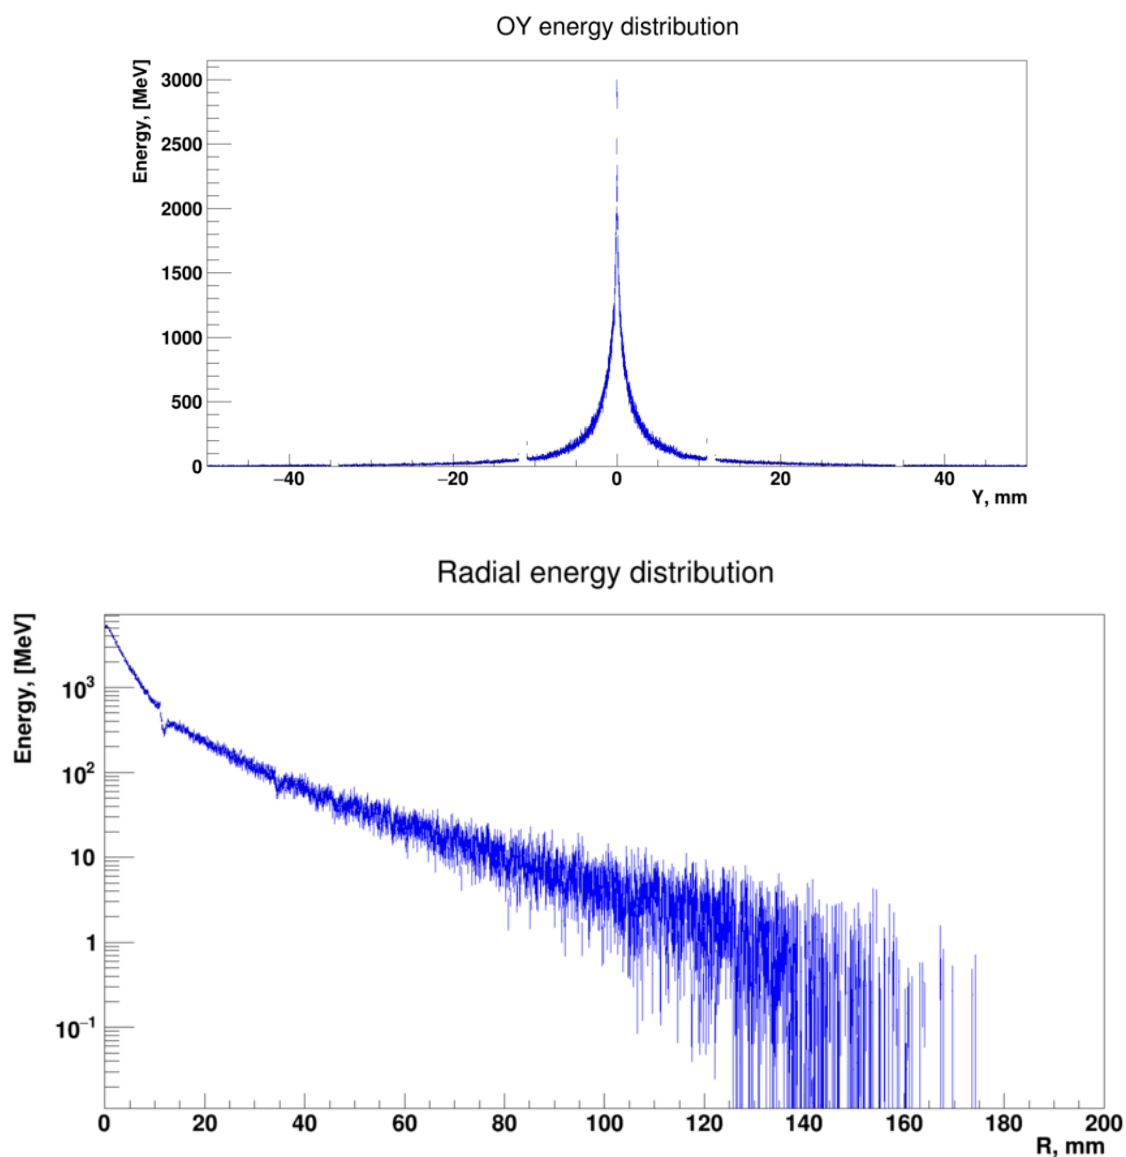 OY energy distribution
Energy, [MeV]
3000
2500
2000
1500
1000
500
0
−40 −20 0 20 40
Y, mm
Radial energy distribution
Energy, [MeV]
10³
10²
10
1
10⁻¹
0 20 40 60 80 100 120 140 160 180 200
R, mm